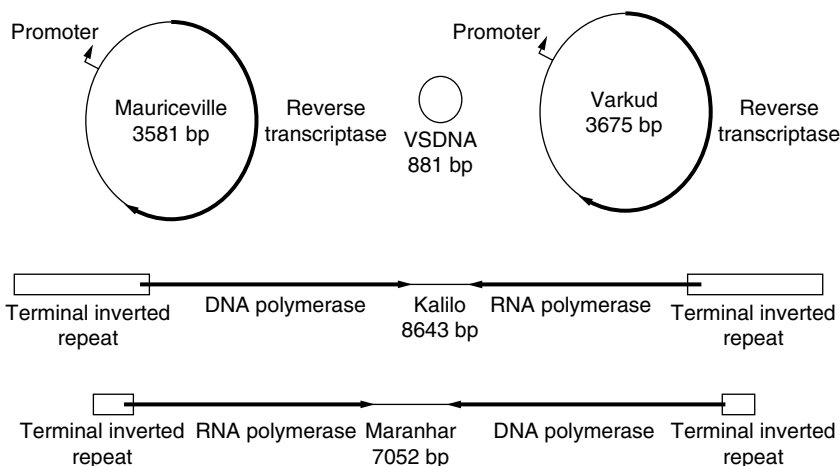 Promoter
Mauriceville
3581 bp
Reverse
transcriptase
VSDNA
881 bp
Promoter
Varkud
3675 bp
Reverse
transcriptase
Terminal inverted
repeat
DNA polymerase
Kalilo
8643 bp
RNA polymerase
Terminal inverted
repeat
Terminal inverted
repeat
RNA polymerase
Maranhar
7052 bp
DNA polymerase
Terminal inverted
repeat